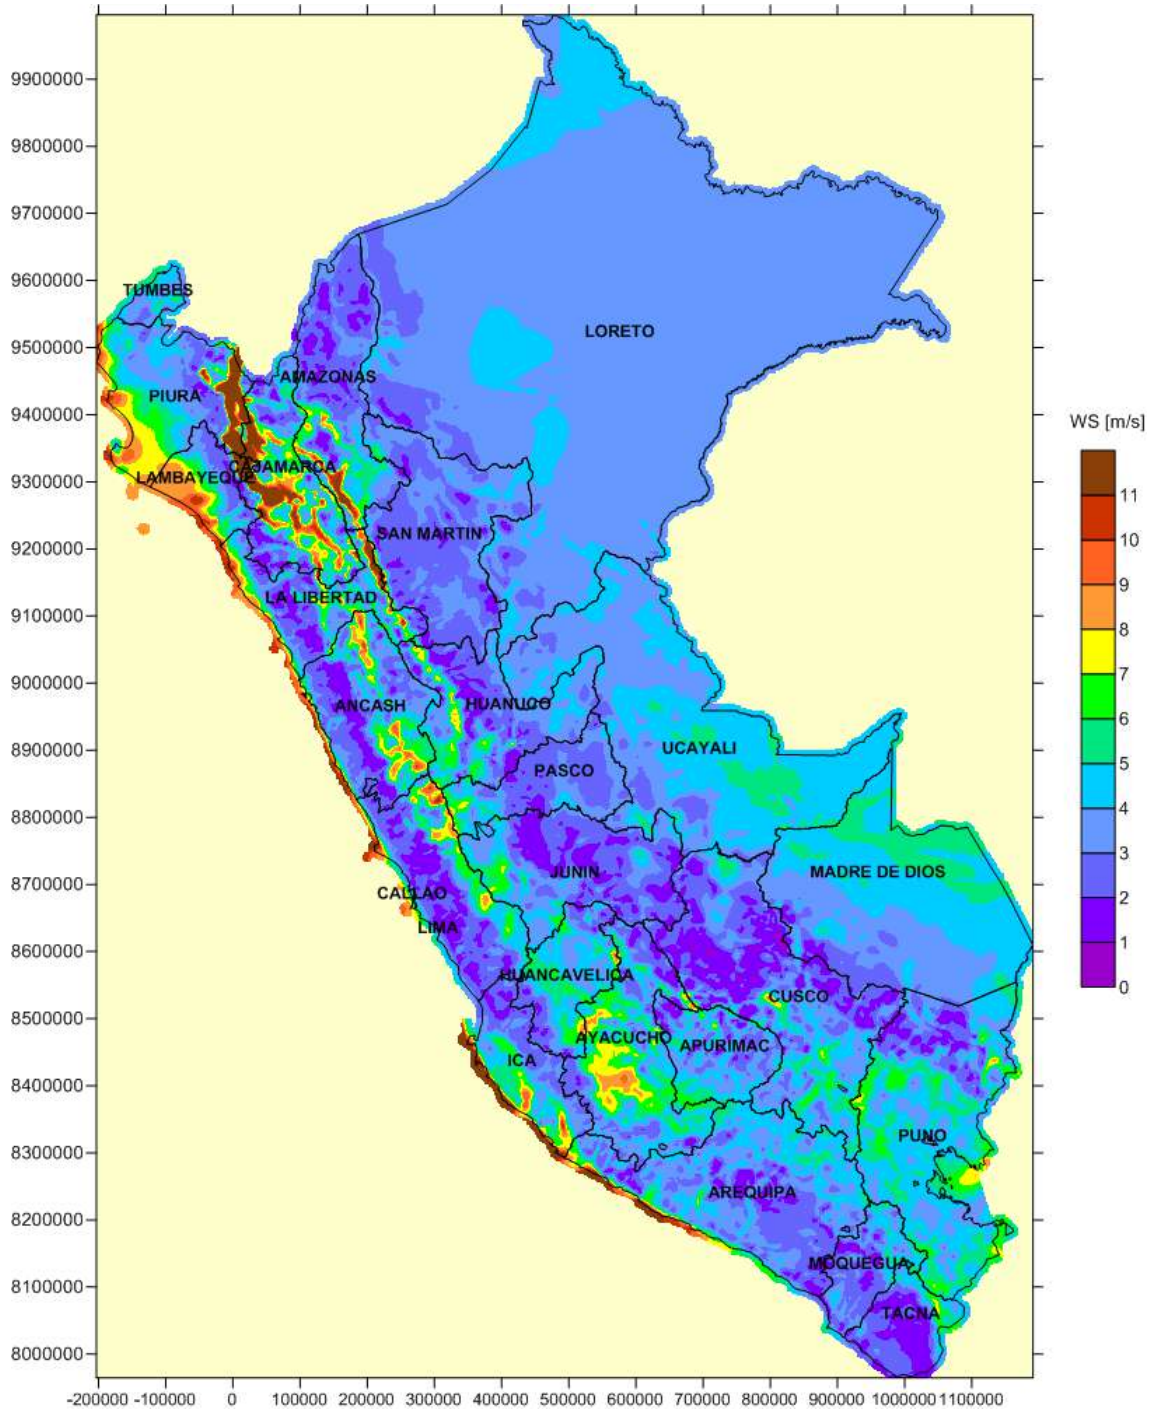 9900000
9800000
9700000
9600000
TUMBES
LORETO
9500000
AMAZONAS
PIURA
9400000
WS [m/s]
CAJAMARCA
LAMBAYEQUE
9300000
11
SAN MARTIN
10
9200000
9
LA LIBERTAD
8
9100000
7
9000000
ANCASH
HUANUCO
6
8900000
UCAYALI
5
PASCO
4
8800000
3
JUNIN
MADRE DE DIOS
2
8700000
CALLAO
1
LIMA
8600000
0
HUANCAVELICA
CUSCO
8500000
AYACUCHO
APURIMAC
ICA
8400000
PUNO
8300000
AREQUIPA
8200000
MOQUEGUA
8100000
TACNA
8000000
-200000 -100000 0 100000 200000 300000 400000 500000 600000 700000 800000 900000 1000000 1100000